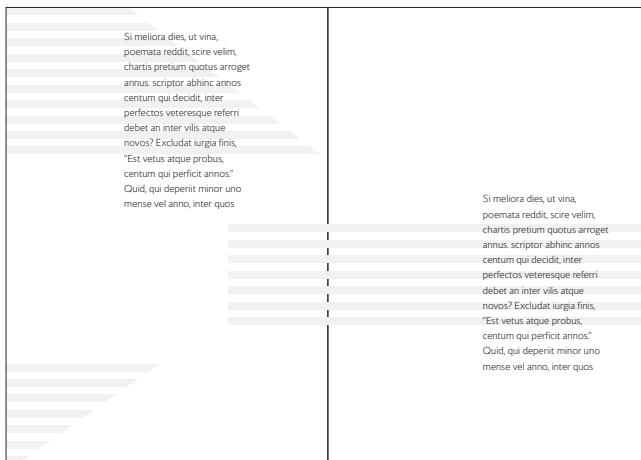 Si meliora dies, ut vina,
poemata reddit, scire velim,
chartis pretium quotus arroget
annus. scriptor abhinc annos
centum qui decidit, inter
perfectos veteresque referri
debet an inter vilis atque
novos? Excludat iurgia finis,
"Est vetus atque probus,
centum qui perficit annos."
Quid, qui deperiit minor uno
mense vel anno, inter quos
Si meliora dies, ut vina,
poemata reddit, scire velim,
chartis pretium quotus arroget
annus. scriptor abhinc annos
centum qui decidit, inter
perfectos veteresque referri
debet an inter vilis atque
novos? Excludat iurgia finis,
"Est vetus atque probus,
centum qui perficit annos."
Quid, qui deperiit minor uno
mense vel anno, inter quos